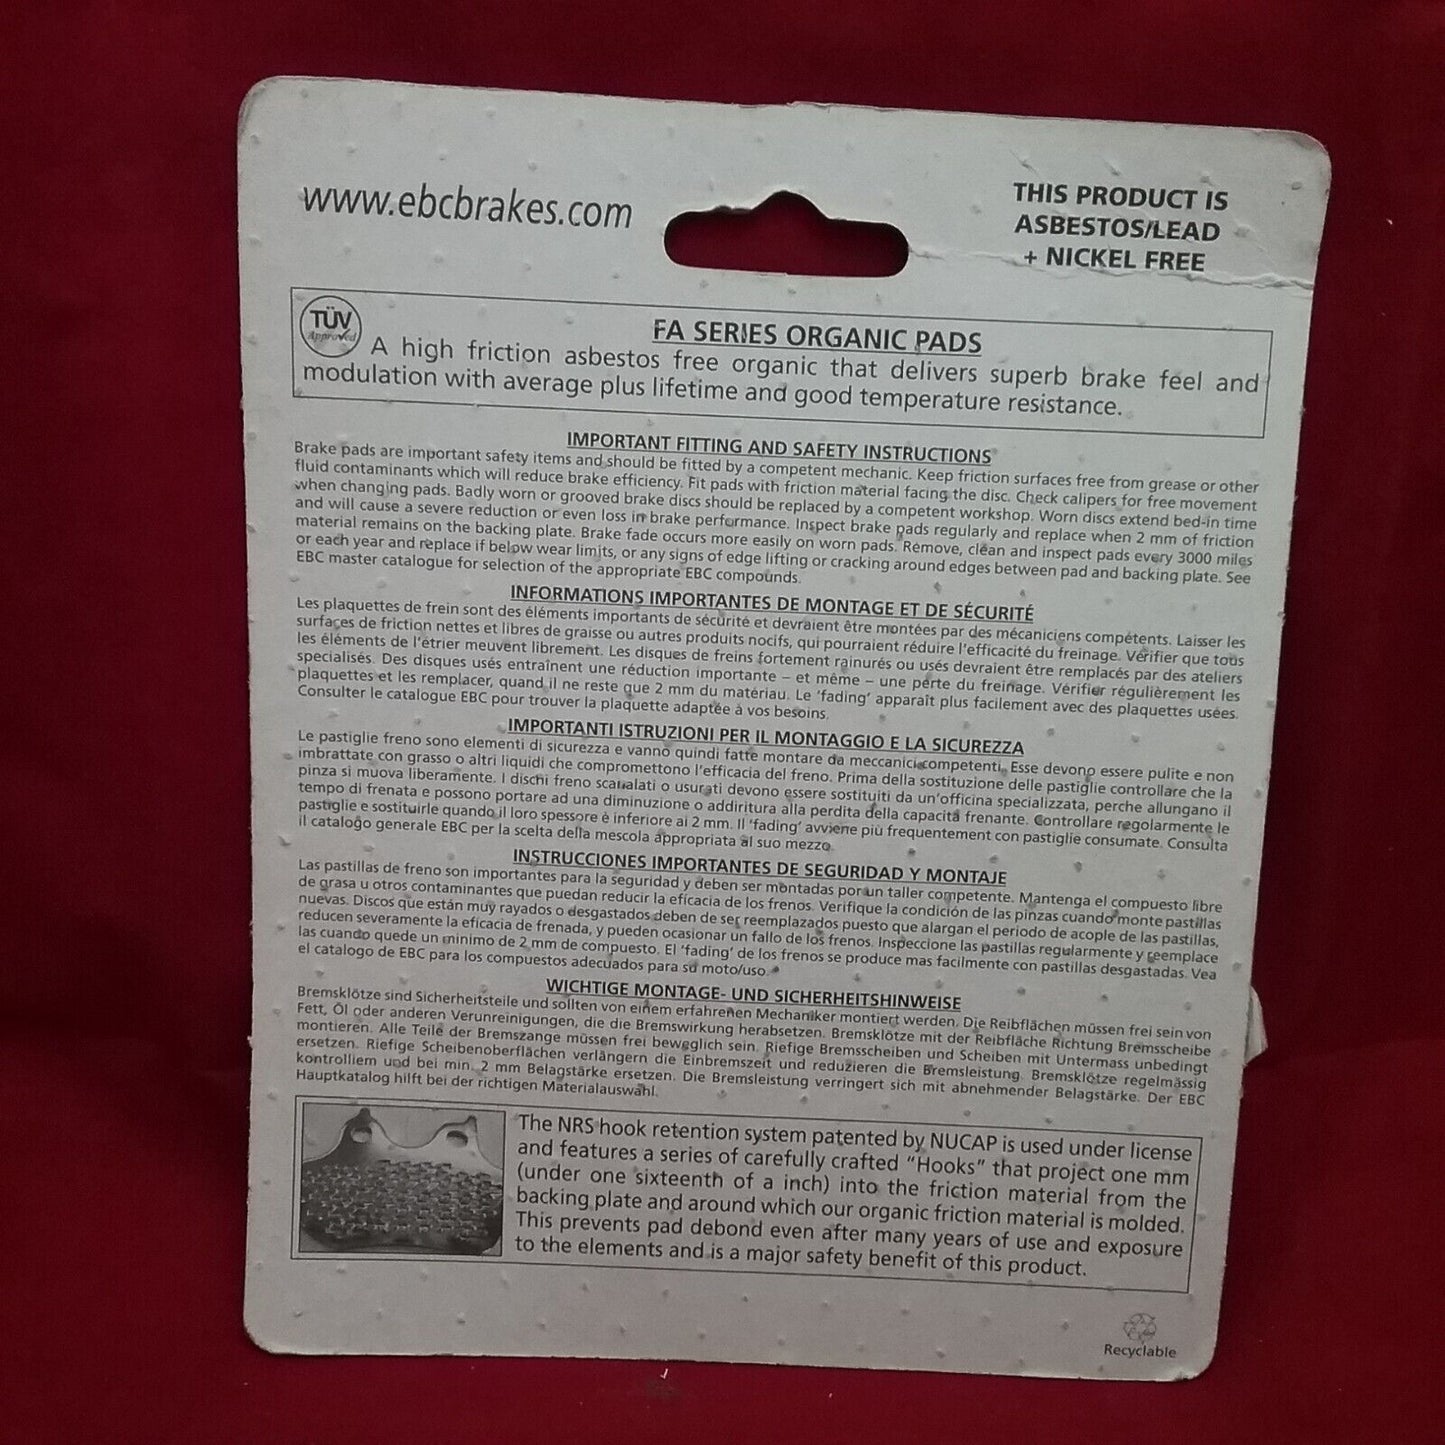 www.ebcbrakes.com
THIS PRODUCT IS
ASBESTOS/LEAD
+ NICKEL FREE
TÜV
Approved
FA SERIES ORGANIC PADS
A high friction asbestos free organic that delivers superb brake feel and
modulation with average plus lifetime and good temperature resistance.
IMPORTANT FITTING AND SAFETY INSTRUCTIONS
Brake pads are important safety items and should be fitted by a competent mechanic. Keep friction surfaces free from grease or other
fluid contaminants which will reduce brake efficiency. Fit pads with friction material facing the disc. Check calipers for free movement
when changing pads. Badly worn or grooved brake discs should be replaced by a competent workshop. Worn discs extend bed-in time
and will cause a severe reduction or even loss in brake performance. Inspect brake pads regularly and replace when 2 mm of friction
material remains on the backing plate. Brake fade occurs more easily on worn pads. Remove, clean and inspect pads every 3000 miles
or each year and replace if below wear limits, or any signs of edge lifting or cracking around edges between pad and backing plate. See
EBC master catalogue for selection of the appropriate EBC compounds.
INFORMATIONS IMPORTANTES DE MONTAGE ET DE SÉCURITÉ
Les plaquettes de frein sont des éléments importants de sécurité et devraient être montées par des mécaniciens compétents. Laisser les
surfaces de friction nettes et libres de graisse ou autres produits nocifs, qui pourraient réduire l'efficacité du freinage. Vérifier que tous
les éléments de l'étrier meuvent librement. Les disques de freins fortement rainurés ou usés devraient être remplacés par des ateliers
specialisés. Des disques usés entraînent une réduction importante – et même – une perte du freinage. Vérifier régulièrement les
plaquettes et les remplacer, quand il ne reste que 2 mm du matériau. Le 'fading' apparaît plus facilement avec des plaquettes usées.
Consulter le catalogue EBC pour trouver la plaquette adaptée à vos besoins.
IMPORTANTI ISTRUZIONI PER IL MONTAGGIO E LA SICUREZZA
Le pastiglie freno sono elementi di sicurezza e vanno quindi fatte montare da meccanici competenti. Esse devono essere pulite e non
imbrattate con grasso o altri liquidi che compromettono l'efficacia del freno. Prima della sostituzione delle pastiglie controllare che la
pinza si muova liberamente. I dischi freno scanalati o usurati devono essere sostituiti da un'officina specializzata, perche allungano il
tempo di frenata e possono portare ad una diminuzione o addiritura alla perdita della capacità frenante. Controllare regolarmente le
pastiglie e sostituirle quando il loro spessore è inferiore ai 2 mm. Il 'fading' avviene più frequentement con pastiglie consumate. Consulta
il catalogo generale EBC per la scelta della mescola appropriata al suo mezzo.
INSTRUCCIONES IMPORTANTES DE SEGURIDAD Y MONTAJE
Las pastillas de freno son importantes para la seguridad y deben ser montadas por un taller competente. Mantenga el compuesto libre
de grasa u otros contaminantes que puedan reducir la eficacia de los frenos. Verifique la condición de las pinzas cuando monte pastillas
nuevas. Discos que están muy rayados o desgastados deben de ser reemplazados puesto que alargan el periodo de acople de las pastillas,
reducen severamente la eficacia de frenada, y pueden ocasionar un fallo de los frenos. Inspeccione las pastillas regularmente y reemplace
las cuando quede un minimo de 2 mm de compuesto. El 'fading' de los frenos se produce mas facilmente con pastillas desgastadas. Vea
el catalogo de EBC para los compuestos adecuados para su moto/uso.
WICHTIGE MONTAGE- UND SICHERHEITSHINWEISE
Bremsklötze sind Sicherheitsteile und sollten von einem erfahrenen Mechaniker montiert werden. Die Reibflächen müssen frei sein von
Fett, Öl oder anderen Verunreinigungen, die die Bremswirkung herabsetzen. Bremsklötze mit der Reibfläche Richtung Bremsscheibe
montieren. Alle Teile der Bremszange müssen frei beweglich sein. Riefige Bremsscheiben und Scheiben mit Untermass unbedingt
ersetzen. Riefige Scheibenoberflächen verlängern die Einbremszeit und reduzieren die Bremsleistung. Bremsklötze regelmässig
kontrolliem und bei min. 2 mm Belagstärke ersetzen. Die Bremsleistung verringert sich mit abnehmender Belagstärke. Der EBC
Hauptkatalog hilft bei der richtigen Materialauswahl.
The NRS hook retention system patented by NUCAP is used under license
and features a series of carefully crafted "Hooks" that project one mm
(under one sixteenth of a inch) into the friction material from the
backing plate and around which our organic friction material is molded.
This prevents pad debond even after many years of use and exposure
to the elements and is a major safety benefit of this product.
Recyclable